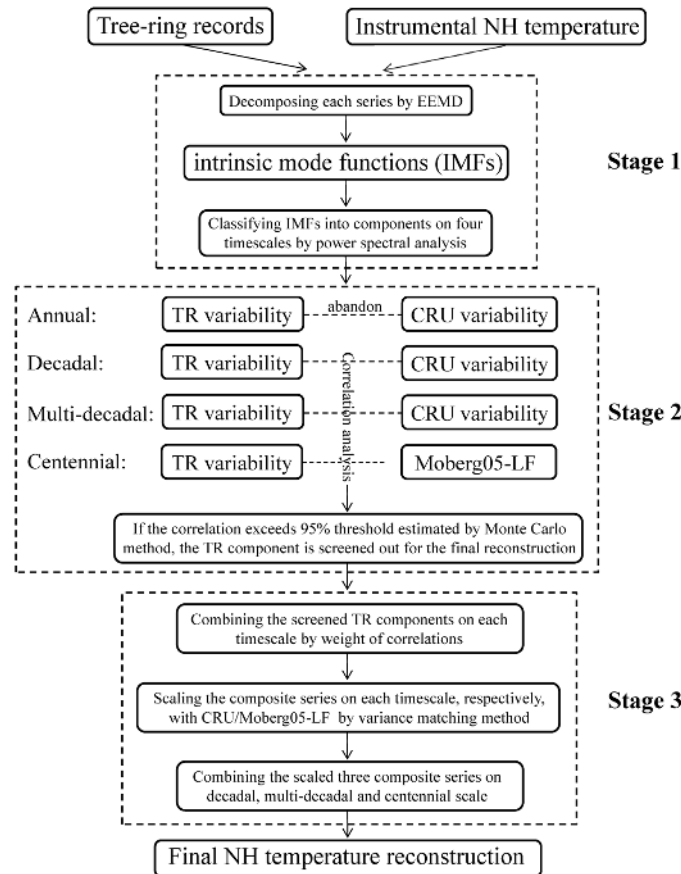 Tree-ring records
Instrumental NH temperature
Decomposing each series by EEMD
intrinsic mode functions (IMFs)
Stage 1
Classifying IMFs into components on four
timescales by power spectral analysis
Annual:
TR variability
abandon
CRU variability
Decadal:
TR variability
CRU variability
Correlation analysis
Multi-decadal:
TR variability
CRU variability
Stage 2
Centennial:
TR variability
Moberg05-LF
If the correlation exceeds 95% threshold estimated by Monte Carlo
method, the TR component is screened out for the final reconstruction
Combining the screened TR components on each
timescale by weight of correlations
Scaling the composite series on each timescale, respectively,
with CRU/Moberg05-LF by variance matching method
Stage 3
Combining the scaled three composite series on
decadal, multi-decadal and centennial scale
Final NH temperature reconstruction